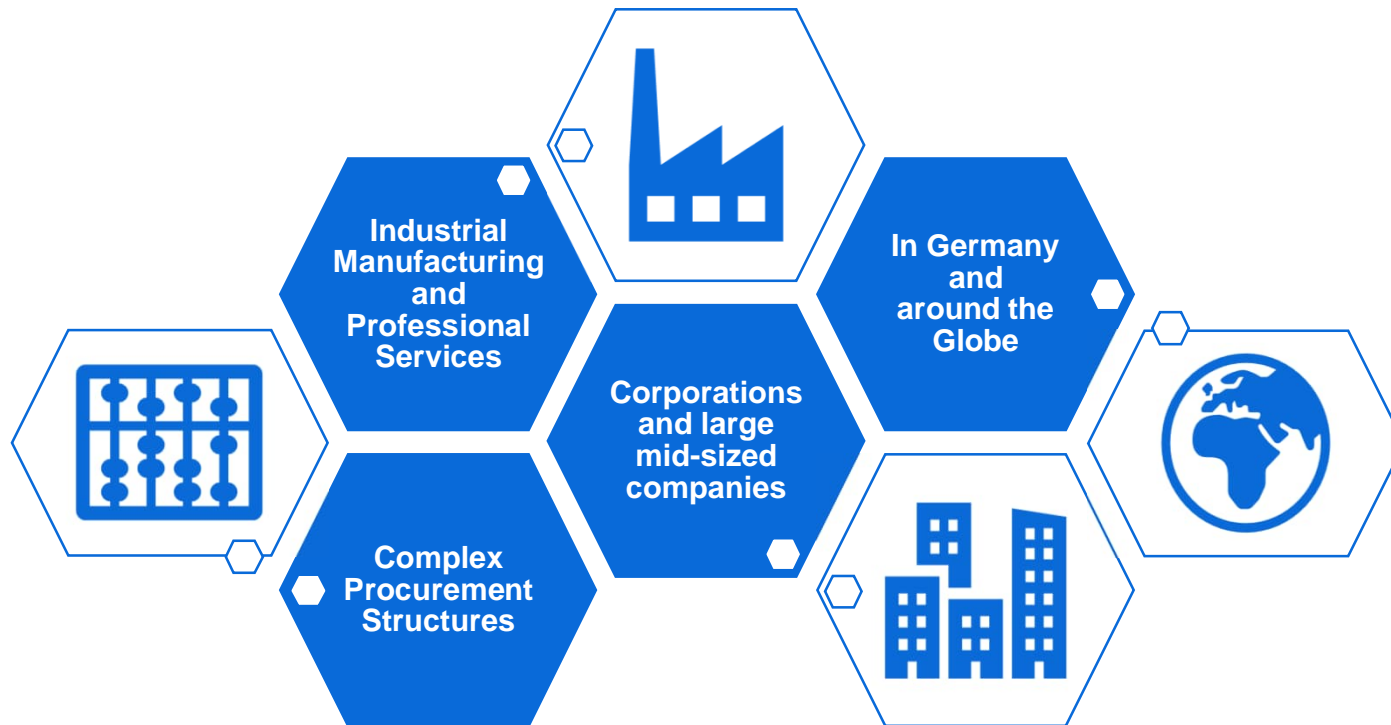 Industrial
Manufacturing
and
Professional
Services
In Germany
and
around the
Globe
Corporations
and large
mid-sized
companies
Complex
Procurement
Structures